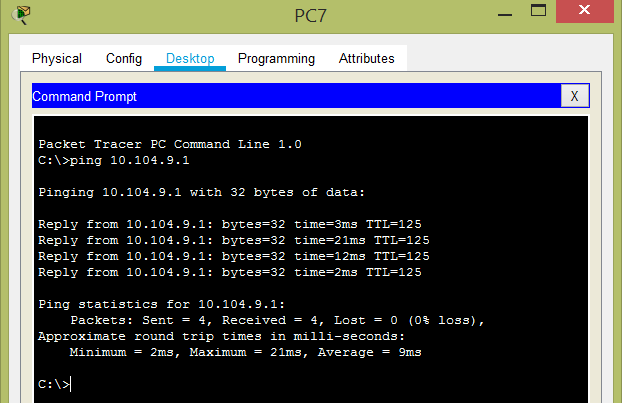 PC7
Physical Config Desktop Programming Attributes
Command Prompt X
Packet Tracer PC Command Line 1.0
C:\>ping 10.104.9.1
Pinging 10.104.9.1 with 32 bytes of data:
Reply from 10.104.9.1: bytes=32 time=3ms TTL=125
Reply from 10.104.9.1: bytes=32 time=21ms TTL=125
Reply from 10.104.9.1: bytes=32 time=12ms TTL=125
Reply from 10.104.9.1: bytes=32 time=2ms TTL=125
Ping statistics for 10.104.9.1:
Packets: Sent = 4, Received = 4, Lost = 0 (0% loss),
Approximate round trip times in milli-seconds:
Minimum = 2ms, Maximum = 21ms, Average = 9ms
C:\>